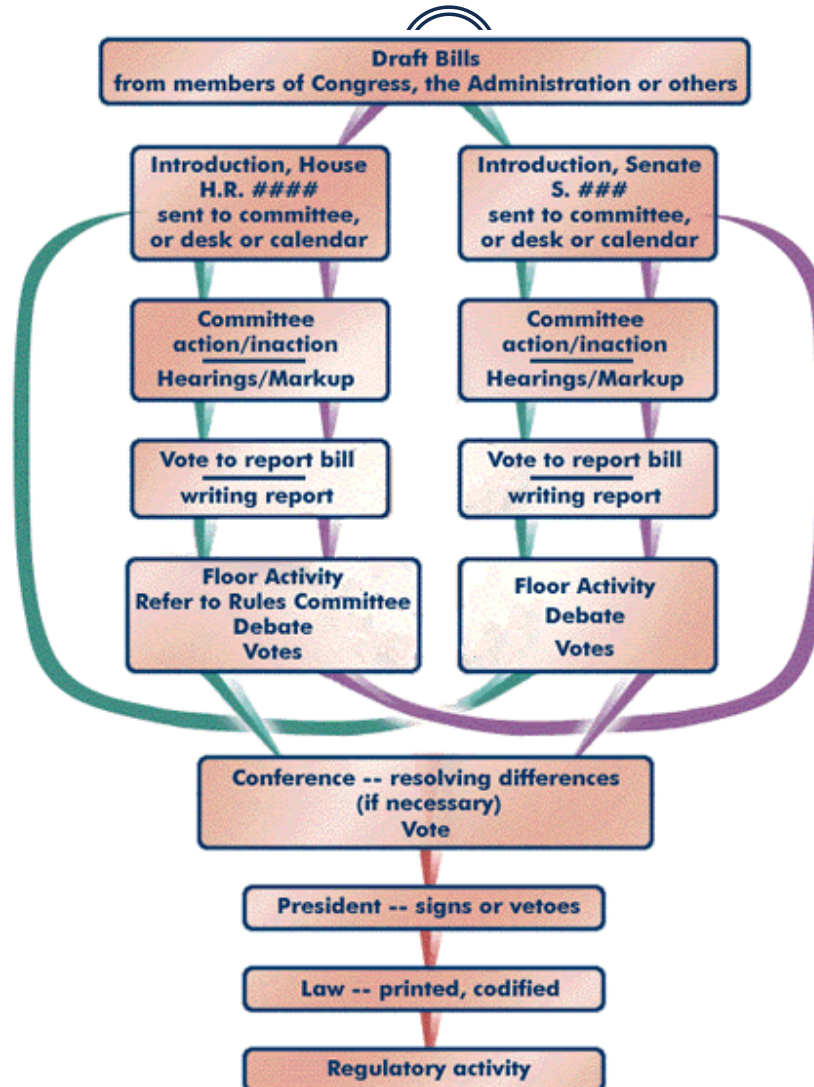 Draft Bills
from members of Congress, the Administration or others
Introduction, House
H.R. ####
sent to committee,
or desk or calendar
Introduction, Senate
S. ###
sent to committee,
or desk or calendar
Committee
action/inaction
Hearings/Markup
Committee
action/inaction
Hearings/Markup
Vote to report bill
writing report
Vote to report bill
writing report
Floor Activity
Refer to Rules Committee
Debate
Votes
Floor Activity
Debate
Votes
Conference -- resolving differences
(if necessary)
Vote
President -- signs or vetoes
Law -- printed, codified
Regulatory activity